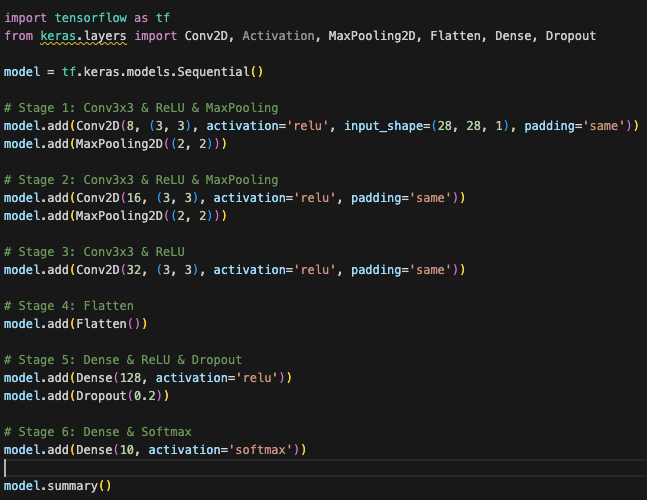 import tensorflow as tf
from keras.layers import Conv2D, Activation, MaxPooling2D, Flatten, Dense, Dropout
model = tf.keras.models.Sequential()
# Stage 1: Conv3x3 & ReLU & MaxPooling
model.add(Conv2D(8, (3, 3), activation='relu', input_shape=(28, 28, 1), padding='same'))
model.add(MaxPooling2D((2, 2)))
# Stage 2: Conv3x3 & ReLU & MaxPooling
model.add(Conv2D(16, (3, 3), activation='relu', padding='same'))
model.add(MaxPooling2D((2, 2)))
# Stage 3: Conv3x3 & ReLU
model.add(Conv2D(32, (3, 3), activation='relu', padding='same'))
# Stage 4: Flatten
model.add(Flatten())
# Stage 5: Dense & ReLU & Dropout
model.add(Dense(128, activation='relu'))
model.add(Dropout(0.2))
# Stage 6: Dense & Softmax
model.add(Dense(10, activation='softmax'))
model.summary()